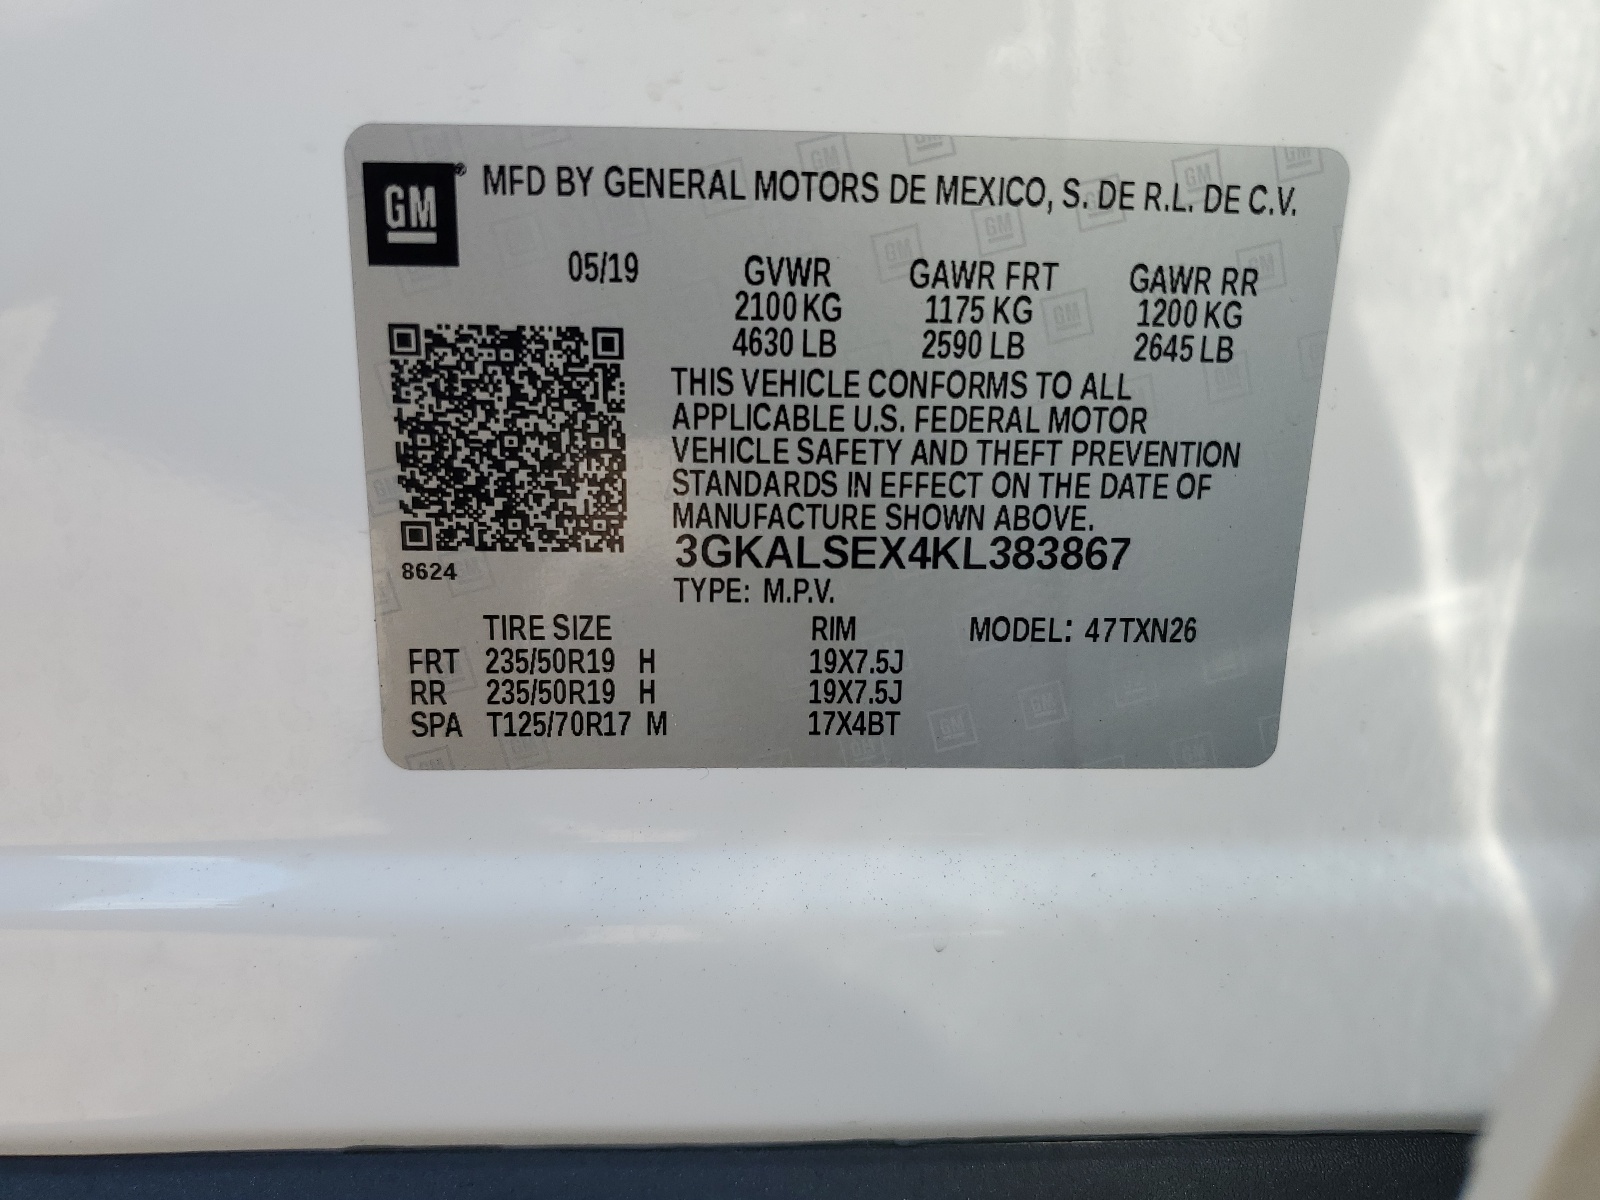 GM® MFD BY GENERAL MOTORS DE MEXICO, S. DE R.L. DE C.V.
05/19 GVWR GAWR FRT GAWR RR
2100 KG 1175 KG 1200 KG
4630 LB 2590 LB 2645 LB
THIS VEHICLE CONFORMS TO ALL
APPLICABLE U.S. FEDERAL MOTOR
VEHICLE SAFETY AND THEFT PREVENTION
STANDARDS IN EFFECT ON THE DATE OF
MANUFACTURE SHOWN ABOVE.
3GKALSEX4KL383867
8624
TYPE: M.P.V.
TIRE SIZE RIM MODEL: 47TXN26
FRT 235/50R19 H 19X7.5J
RR 235/50R19 H 19X7.5J
SPA T125/70R17 M 17X4BT